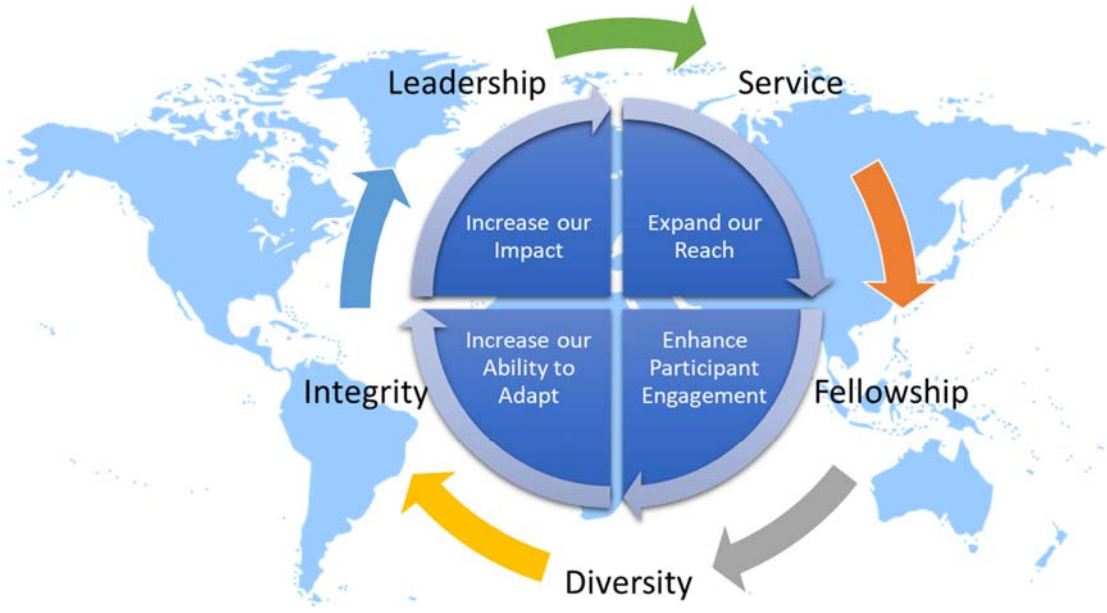 Leadership
Service
Increase our
Impact
Expand our
Reach
Increase our
Ability to
Adapt
Enhance
Participant
Engagement
Integrity
Fellowship
Diversity